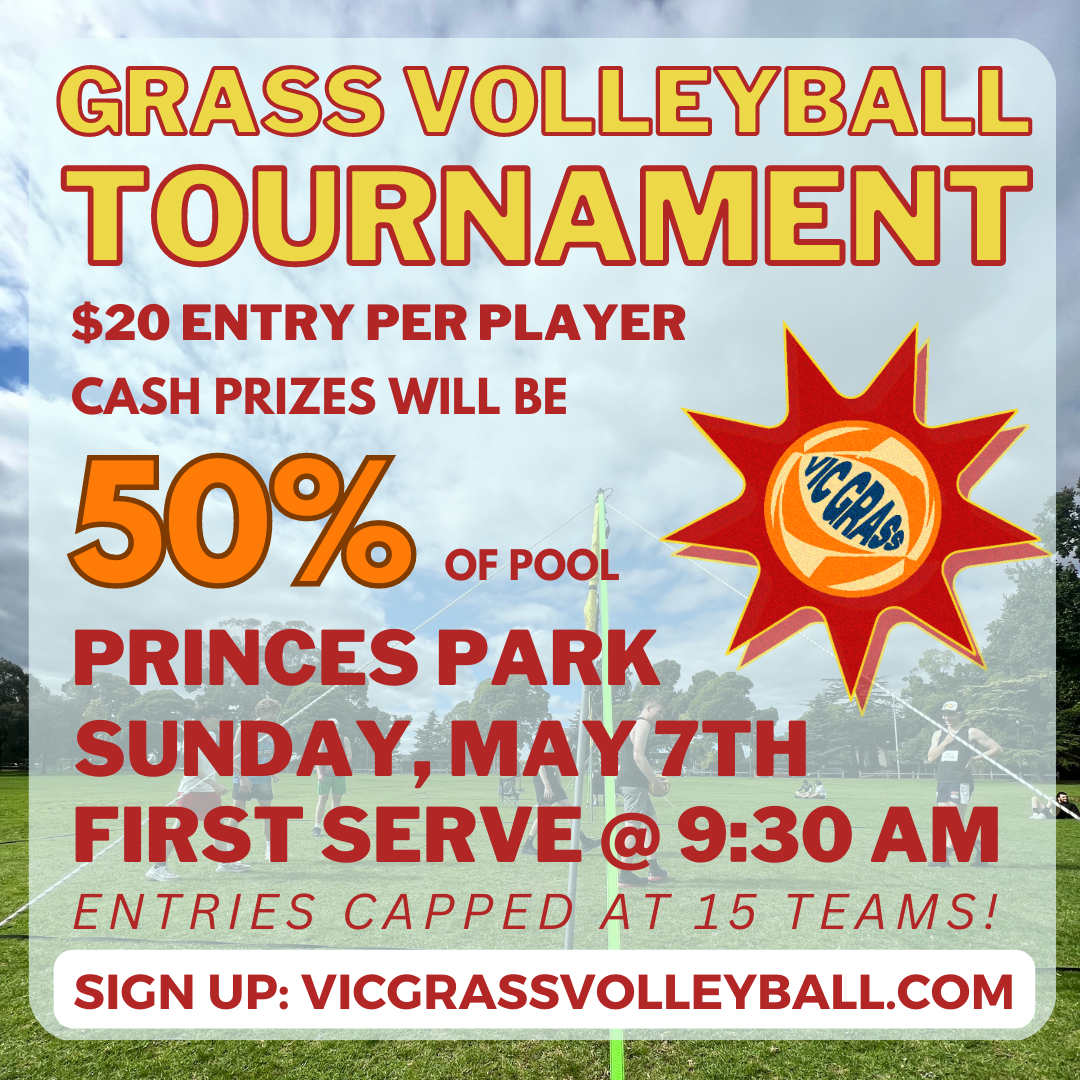 GRASS VOLLEYBALL
TOURNAMENT
$20 ENTRY PER PLAYER
CASH PRIZES WILL BE
50% OF POOL
VIC GRASS
PRINCES PARK
SUNDAY, MAY 7TH
FIRST SERVE @ 9:30 AM
ENTRIES CAPPED AT 15 TEAMS!
SIGN UP: VICGRASSVOLLEYBALL.COM